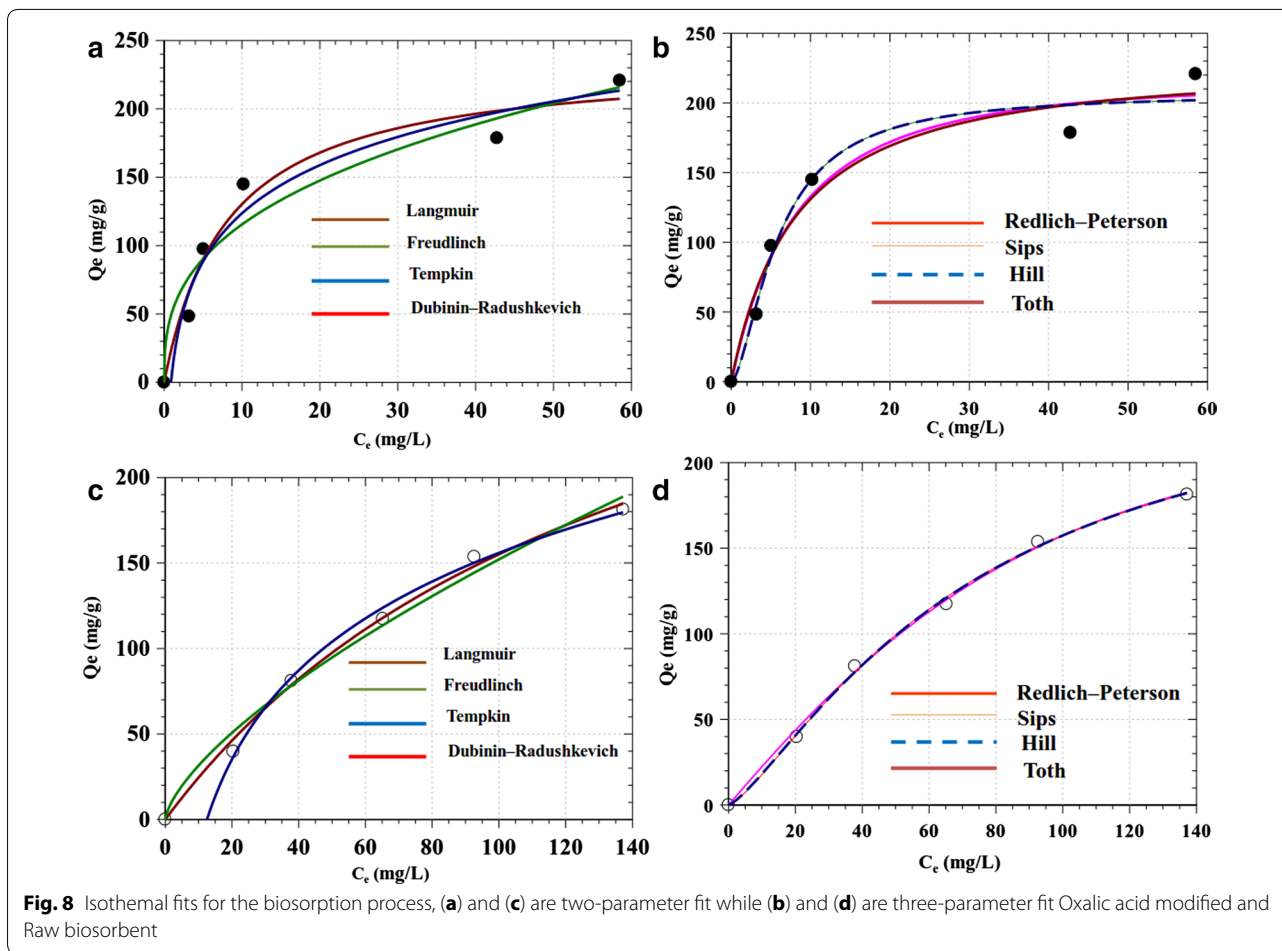 a
250
200
150
100
50
0
Qe (mg/g)
Langmuir
Freudlinch
Tempkin
Dubinin–Radushkevich
0 10 20 30 40 50 60
Ce (mg/L)
b
250
200
150
100
50
0
Qe (mg/g)
Redlich–Peterson
Sips
Hill
Toth
0 10 20 30 40 50 60
Ce (mg/L)
c
200
150
100
50
0
Qe (mg/g)
Langmuir
Freudlinch
Tempkin
Dubinin–Radushkevich
0 20 40 60 80 100 120 140
Ce (mg/L)
d
200
150
100
50
0
Qe (mg/g)
Redlich–Peterson
Sips
Hill
Toth
0 20 40 60 80 100 120 140
Ce (mg/L)
Fig. 8 Isothemal fits for the biosorption process, (a) and (c) are two-parameter fit while (b) and (d) are three-parameter fit Oxalic acid modified and
Raw biosorbent